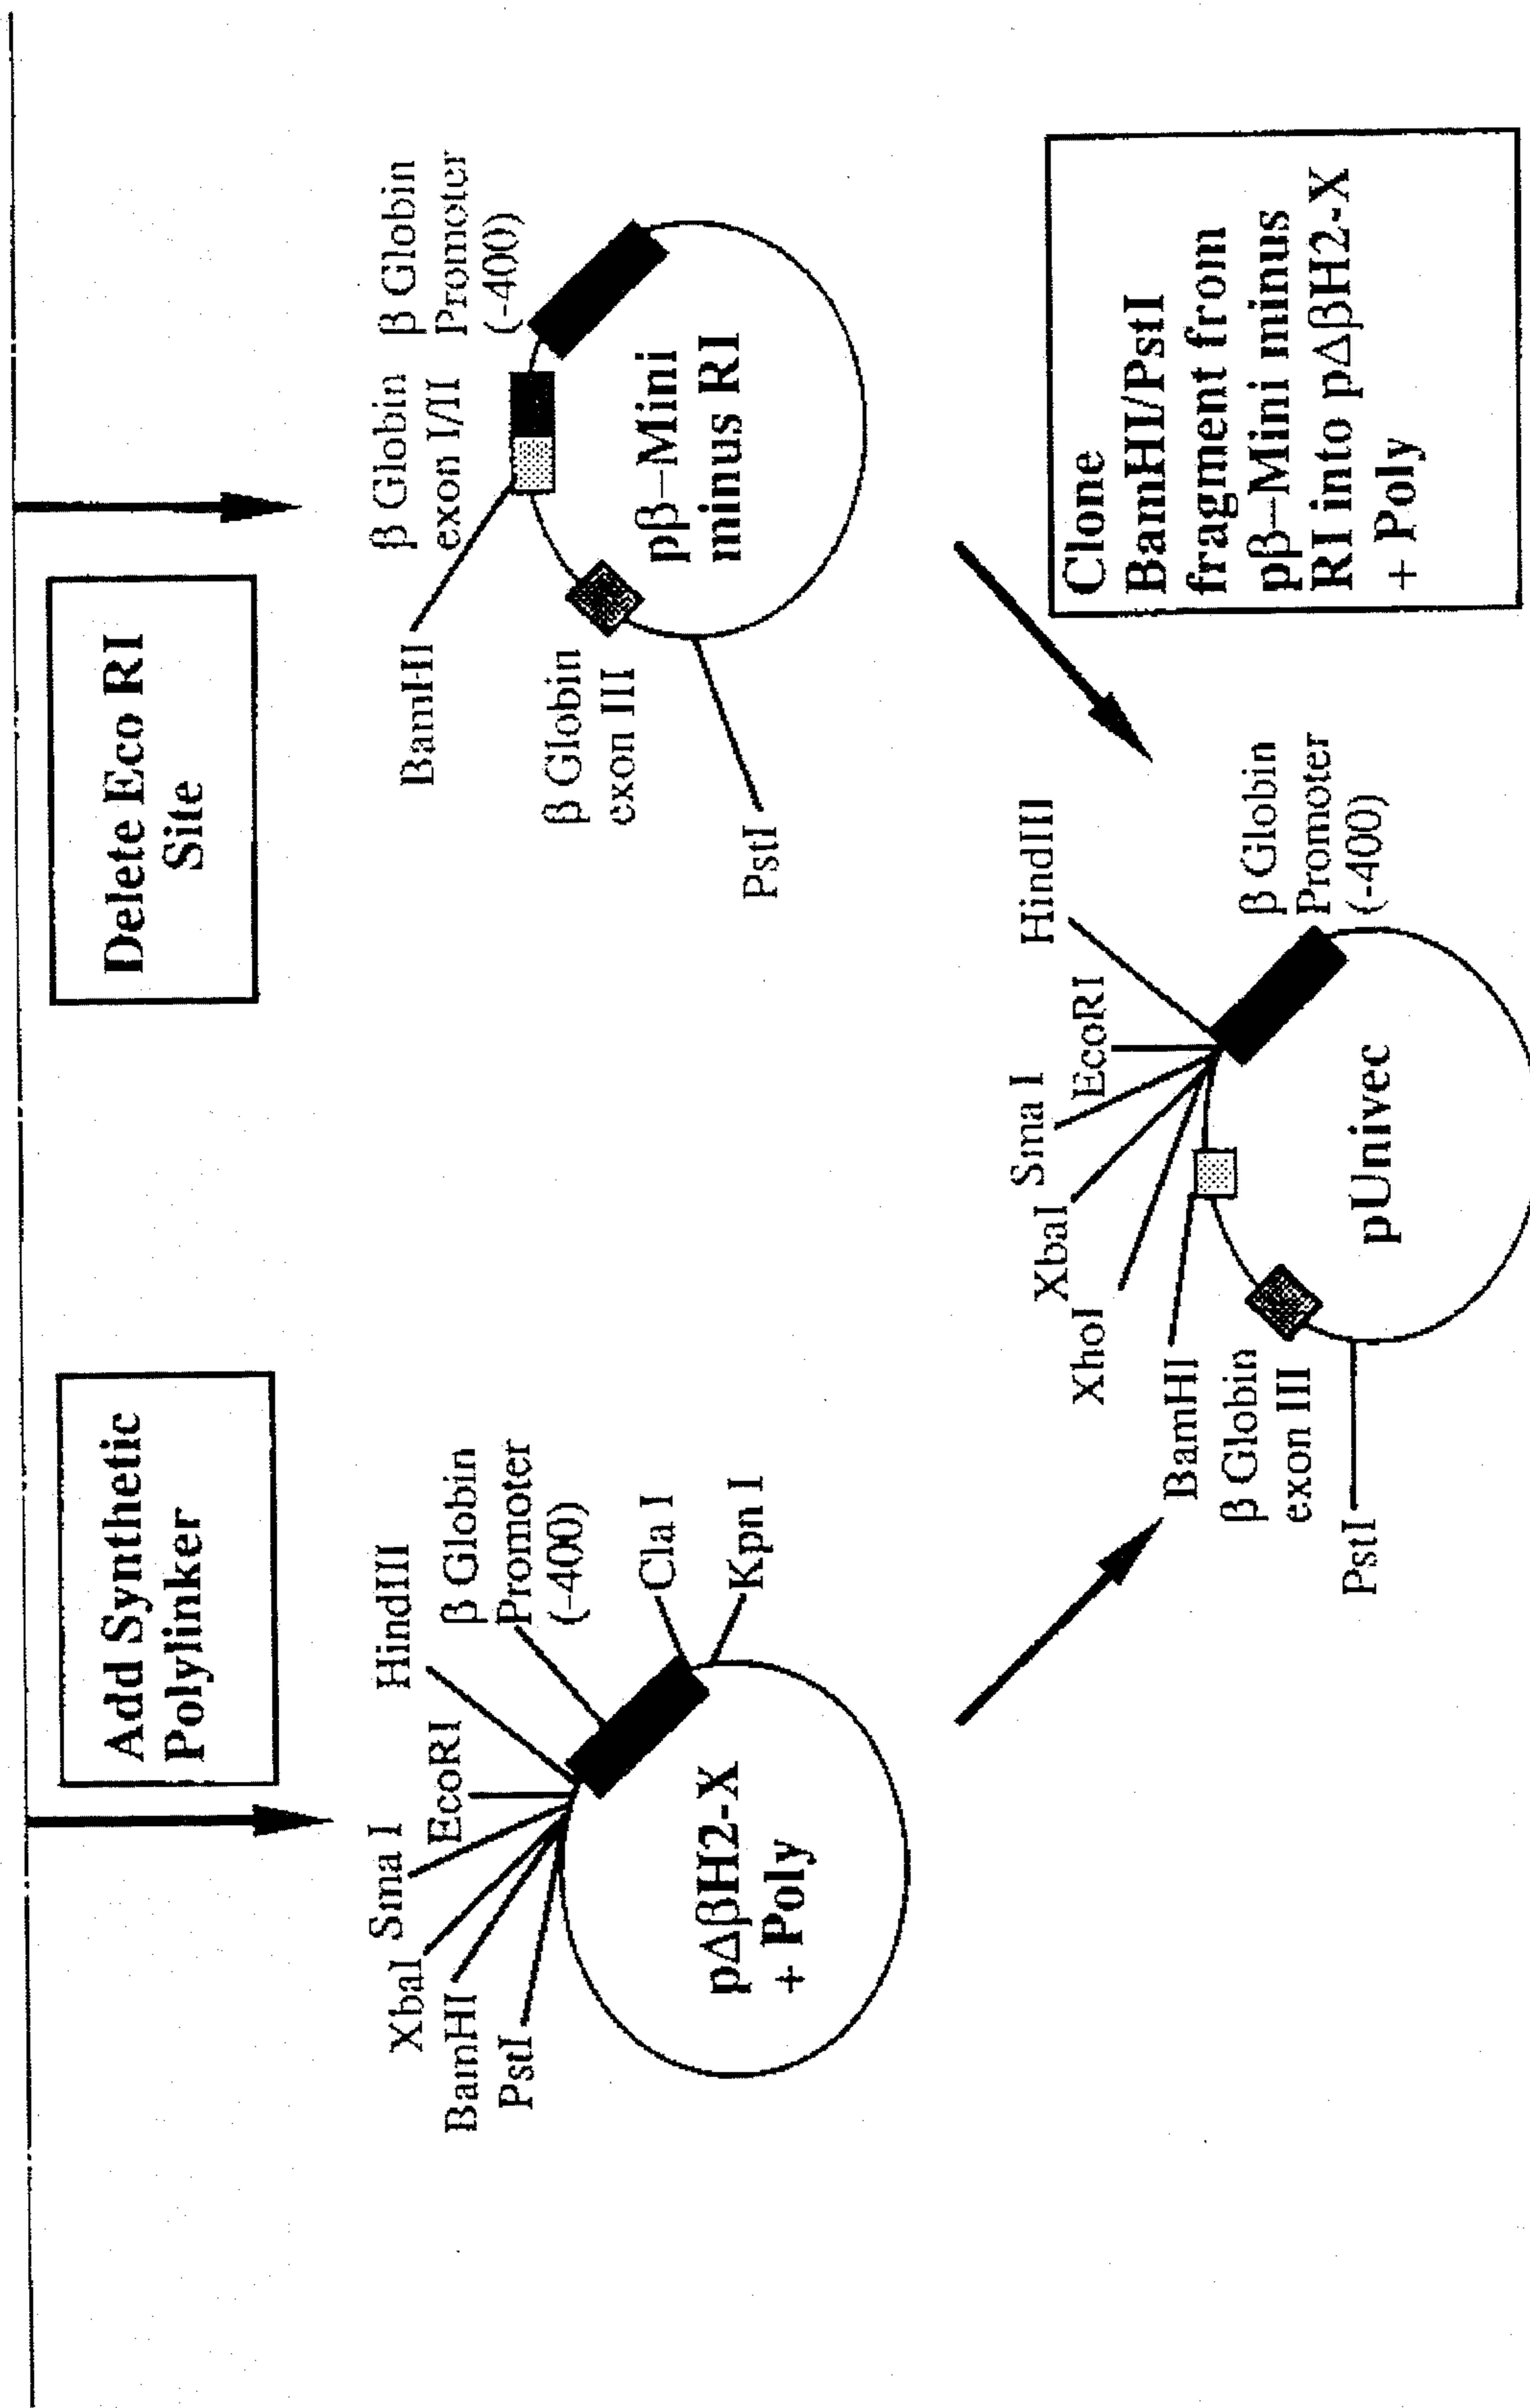 Add Synthetic
Polylinker
Delete Eco RI
Site
HindIII
EcoRI
Sma I
XbaI
BamHI
PstI
β Globin
Promoter
(-400)
Cla I
Kpn I
pΔβH2-X
+ Poly
β Globin
exon I/II
β Globin
Promoter
(-400)
BamHI
β Globin
exon III
PstI
pβ–Mini
minus RI
HindIII
EcoRI
Sma I
XbaI
XhoI
BamHI
β Globin
exon III
PstI
β Globin
Promoter
(-400)
pUnivec
Clone
BamHI/PstI
fragment from
pβ–Mini minus
RI into pΔβH2-X
+ Poly